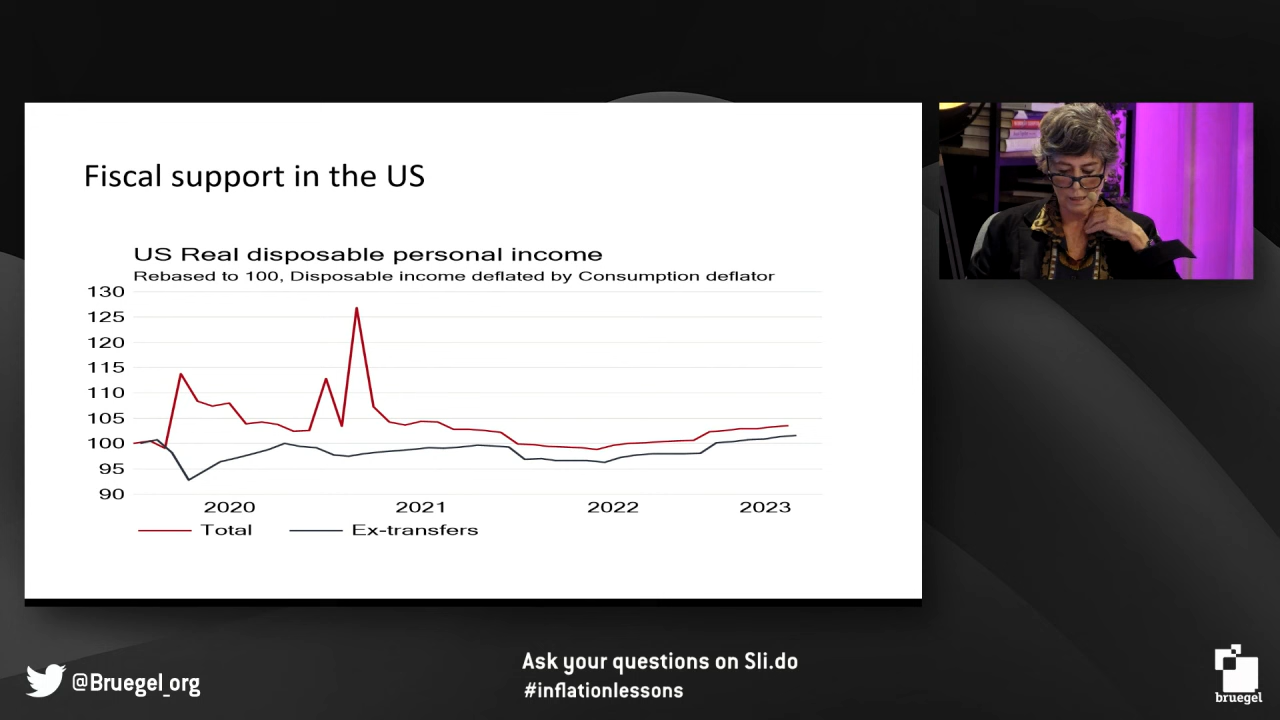 Fiscal support in the US
US Real disposable personal income
Rebased to 100, Disposable income deflated by Consumption deflator
130
125
120
115
110
105
100
95
90
2020 2021 2022 2023
Total Ex-transfers
@Bruegel_org
Ask your questions on Sli.do
#inflationlessons
bruegel